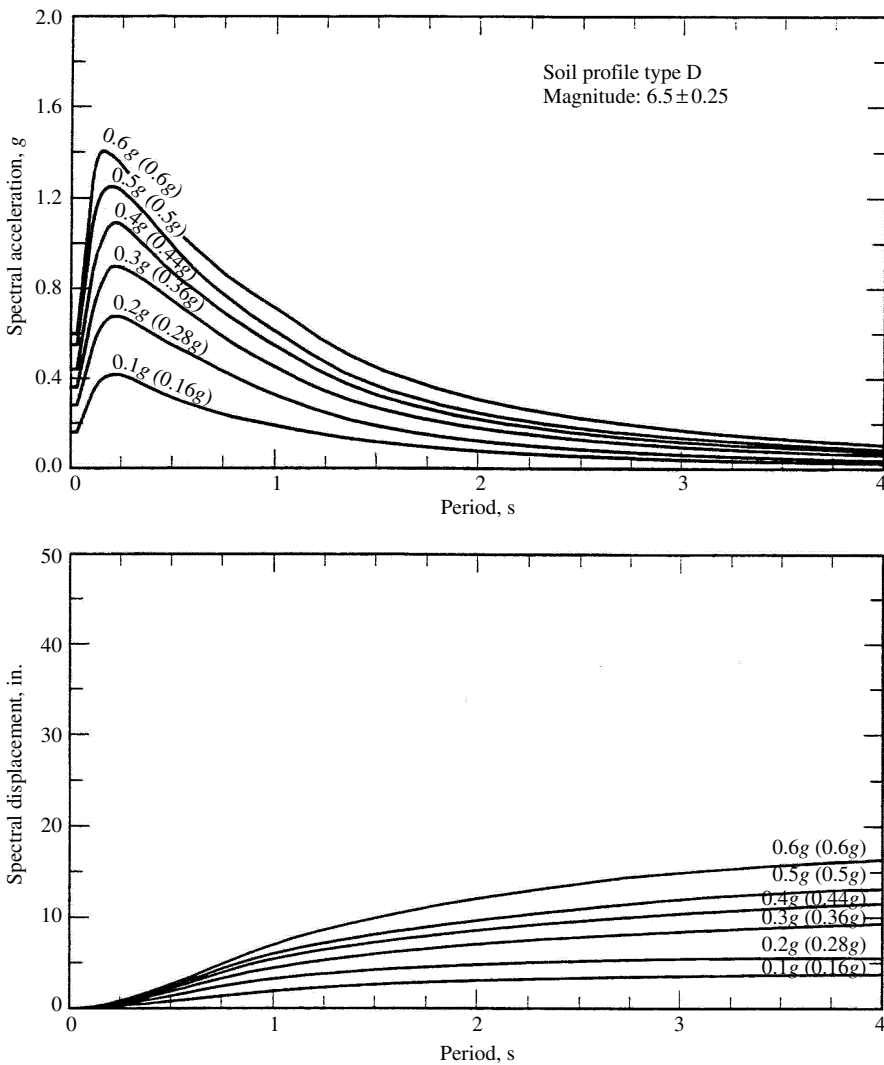 2.0
1.6
1.2
0.8
0.4
0.0
Spectral acceleration, g
Soil profile type D
Magnitude: 6.5±0.25
0.6g (0.6g)
0.5g (0.5g)
0.4g (0.44g)
0.3g (0.36g)
0.2g (0.28g)
0.1g (0.16g)
0 1 2 3 4
Period, s
50
40
30
20
10
0
Spectral displacement, in.
0.6g (0.6g)
0.5g (0.5g)
0.4g (0.44g)
0.3g (0.36g)
0.2g (0.28g)
0.1g (0.16g)
0 1 2 3 4
Period, s